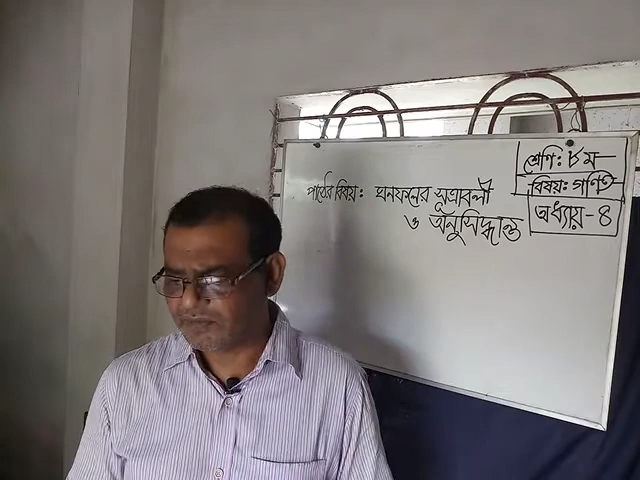 শ্রেণি: ৮ম
বিষয়: গণিত
অধ্যায়-৪
পাঠের বিষয়: ঘনফলের সূত্রাবলী
ও অনুসিদ্ধান্ত